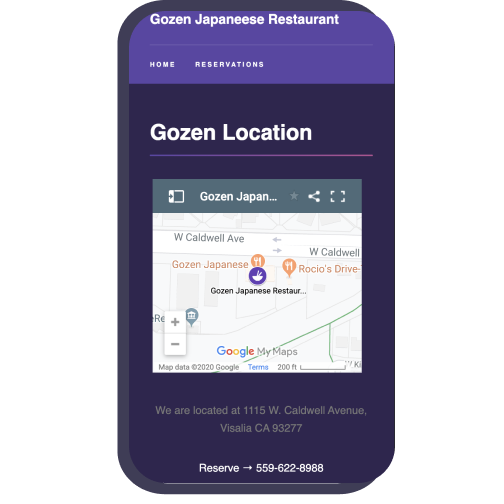 Gozen Japaneese Restaurant
HOME RESERVATIONS
Gozen Location
Gozen Japan...
W Caldwell Ave
W Caldwell
Gozen Japanese
Rocio's Drive-
Gozen Japanese Restaur...
Google My Maps
Map data ©2020 Google Terms 200 ft
We are located at 1115 W. Caldwell Avenue,
Visalia CA 93277
Reserve → 559-622-8988